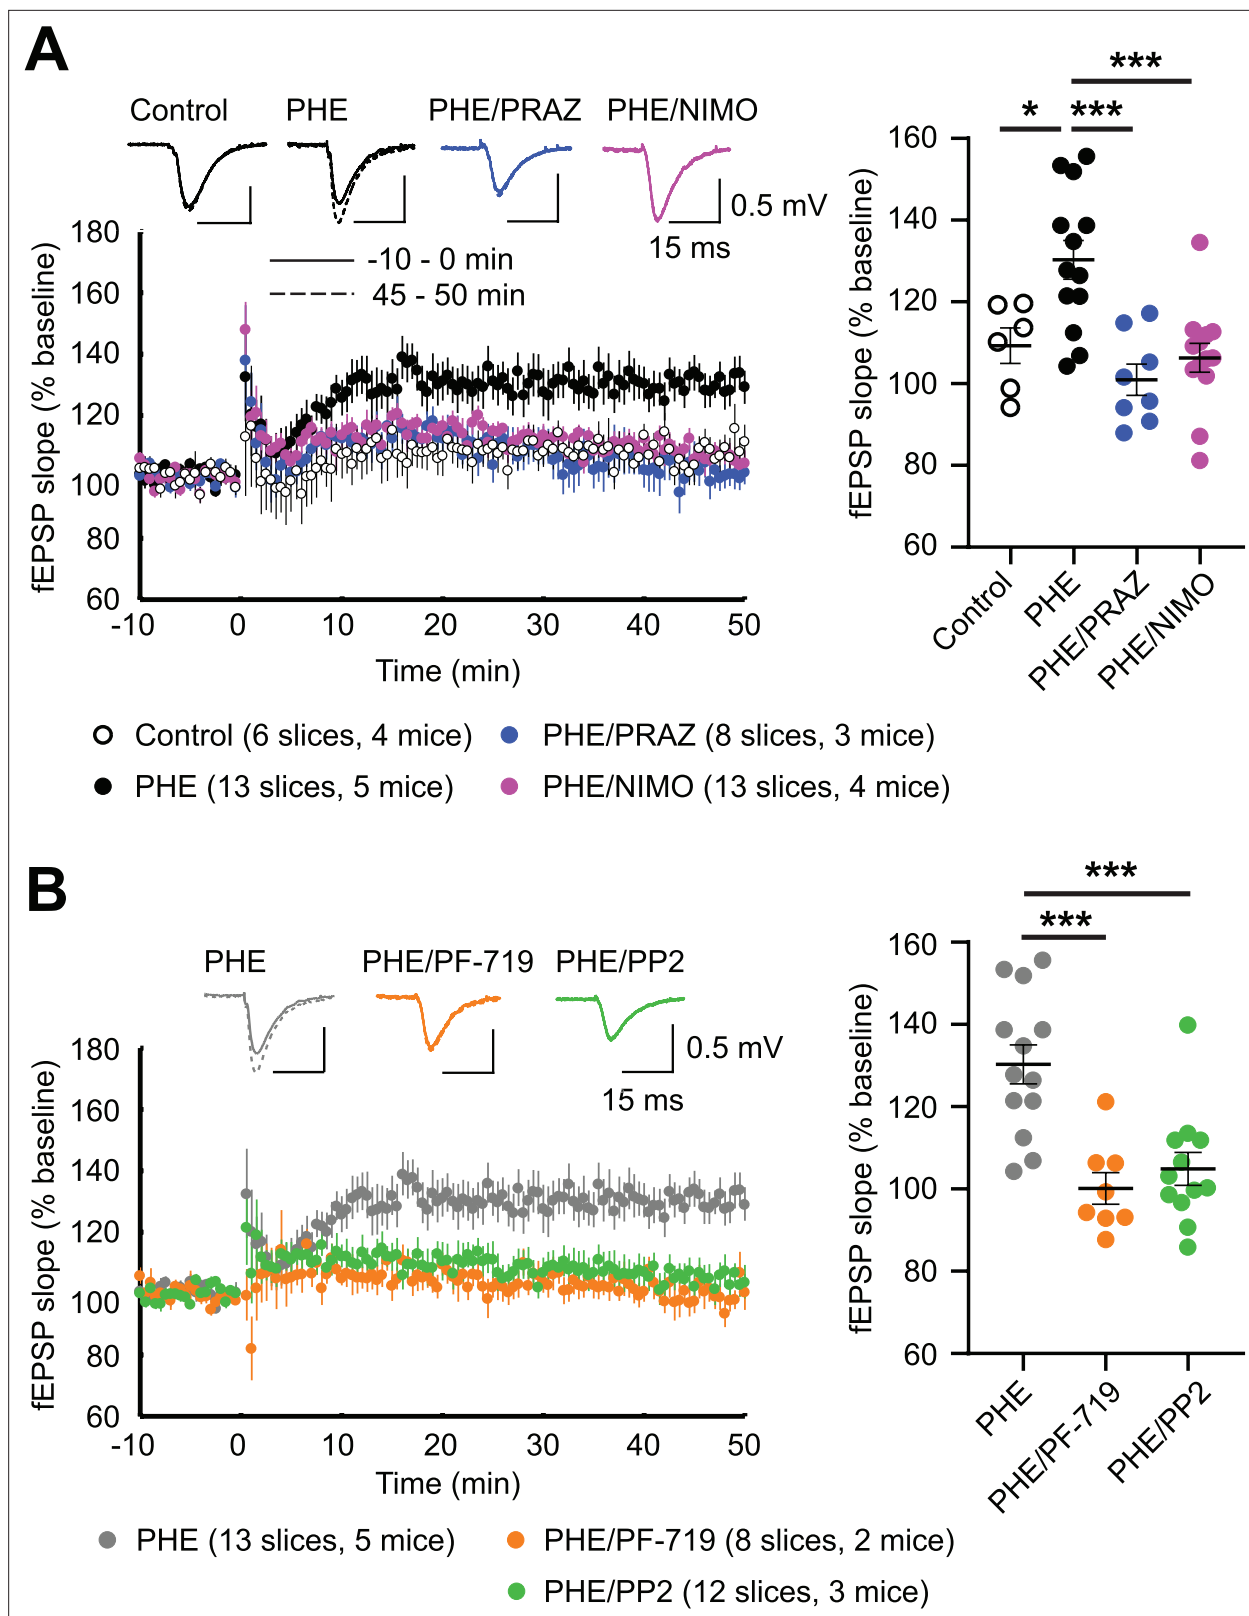 A
Control PHE PHE/PRAZ PHE/NIMO
0.5 mV
15 ms
-10 - 0 min
45 - 50 min
fEPSP slope (% baseline)
180
160
140
120
100
80
60
-10 0 10 20 30 40 50
Time (min)
* *** ***
fEPSP slope (% baseline)
160
140
120
100
80
60
Control PHE PHE/PRAZ PHE/NIMO
Control (6 slices, 4 mice) PHE/PRAZ (8 slices, 3 mice)
PHE (13 slices, 5 mice) PHE/NIMO (13 slices, 4 mice)
B
PHE PHE/PF-719 PHE/PP2
0.5 mV
15 ms
fEPSP slope (% baseline)
180
160
140
120
100
80
60
-10 0 10 20 30 40 50
Time (min)
***
***
fEPSP slope (% baseline)
160
140
120
100
80
60
PHE PHE/PF-719 PHE/PP2
PHE (13 slices, 5 mice) PHE/PF-719 (8 slices, 2 mice)
PHE/PP2 (12 slices, 3 mice)